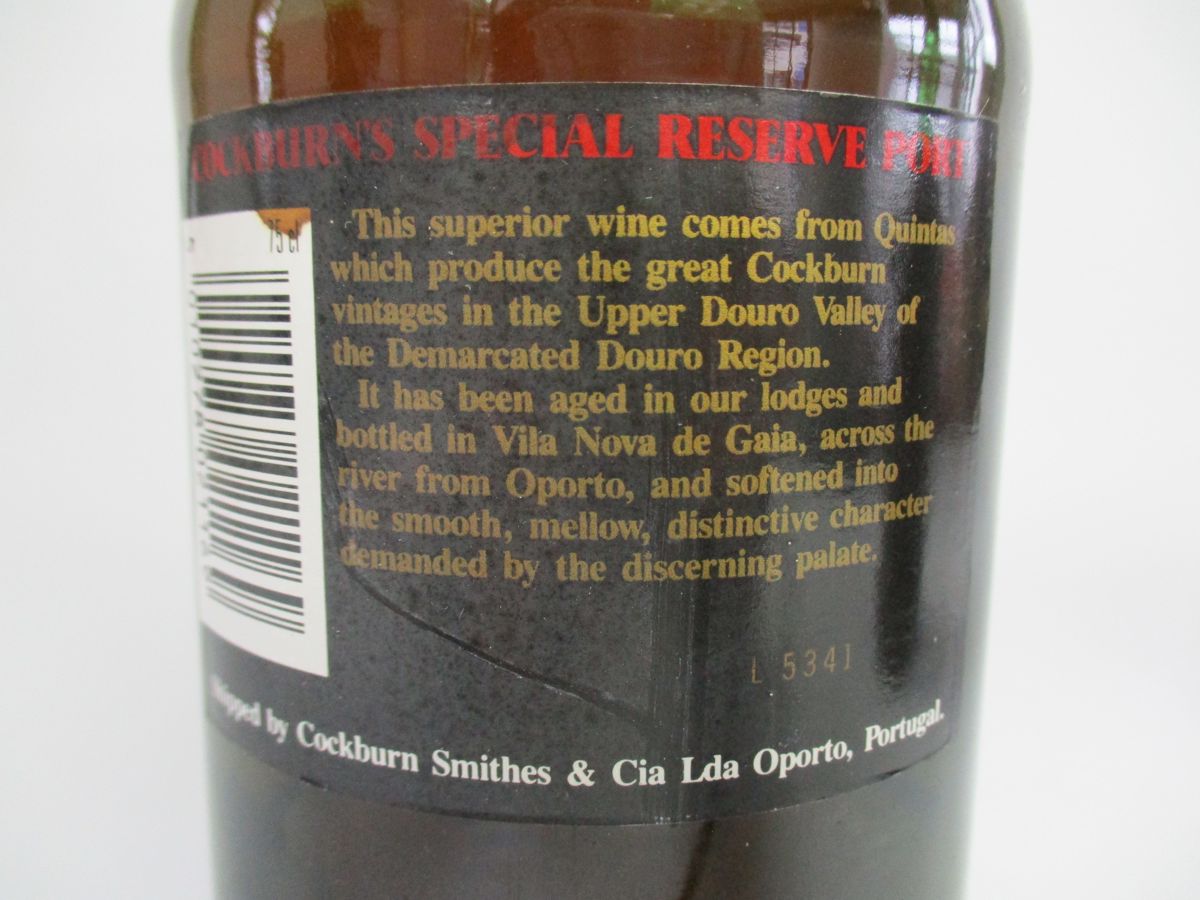 COCKBURN'S SPECIAL RESERVE PORT
75 cl
This superior wine comes from Quintas
which produce the great Cockburn
vintages in the Upper Douro Valley of
the Demarcated Douro Region.
It has been aged in our lodges and
bottled in Vila Nova de Gaia, across the
river from Oporto, and softened into
the smooth, mellow, distinctive character
demanded by the discerning palate.
L 5341
Shipped by Cockburn Smithes & Cia Lda Oporto, Portugal.